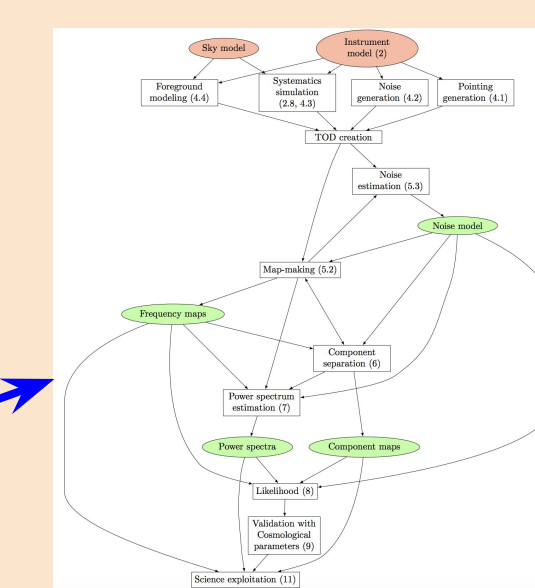 Sky model
Instrument
model (2)
Foreground
modeling (4.4)
Systematics
simulation
(2.8, 4.3)
Noise
generation (4.2)
Pointing
generation (4.1)
TOD creation
Noise
estimation (5.3)
Noise model
Map-making (5.2)
Frequency maps
Component
separation (6)
Power spectrum
estimation (7)
Power spectra
Component maps
Likelihood (8)
Validation with
Cosmological
parameters (9)
Science exploitation (11)